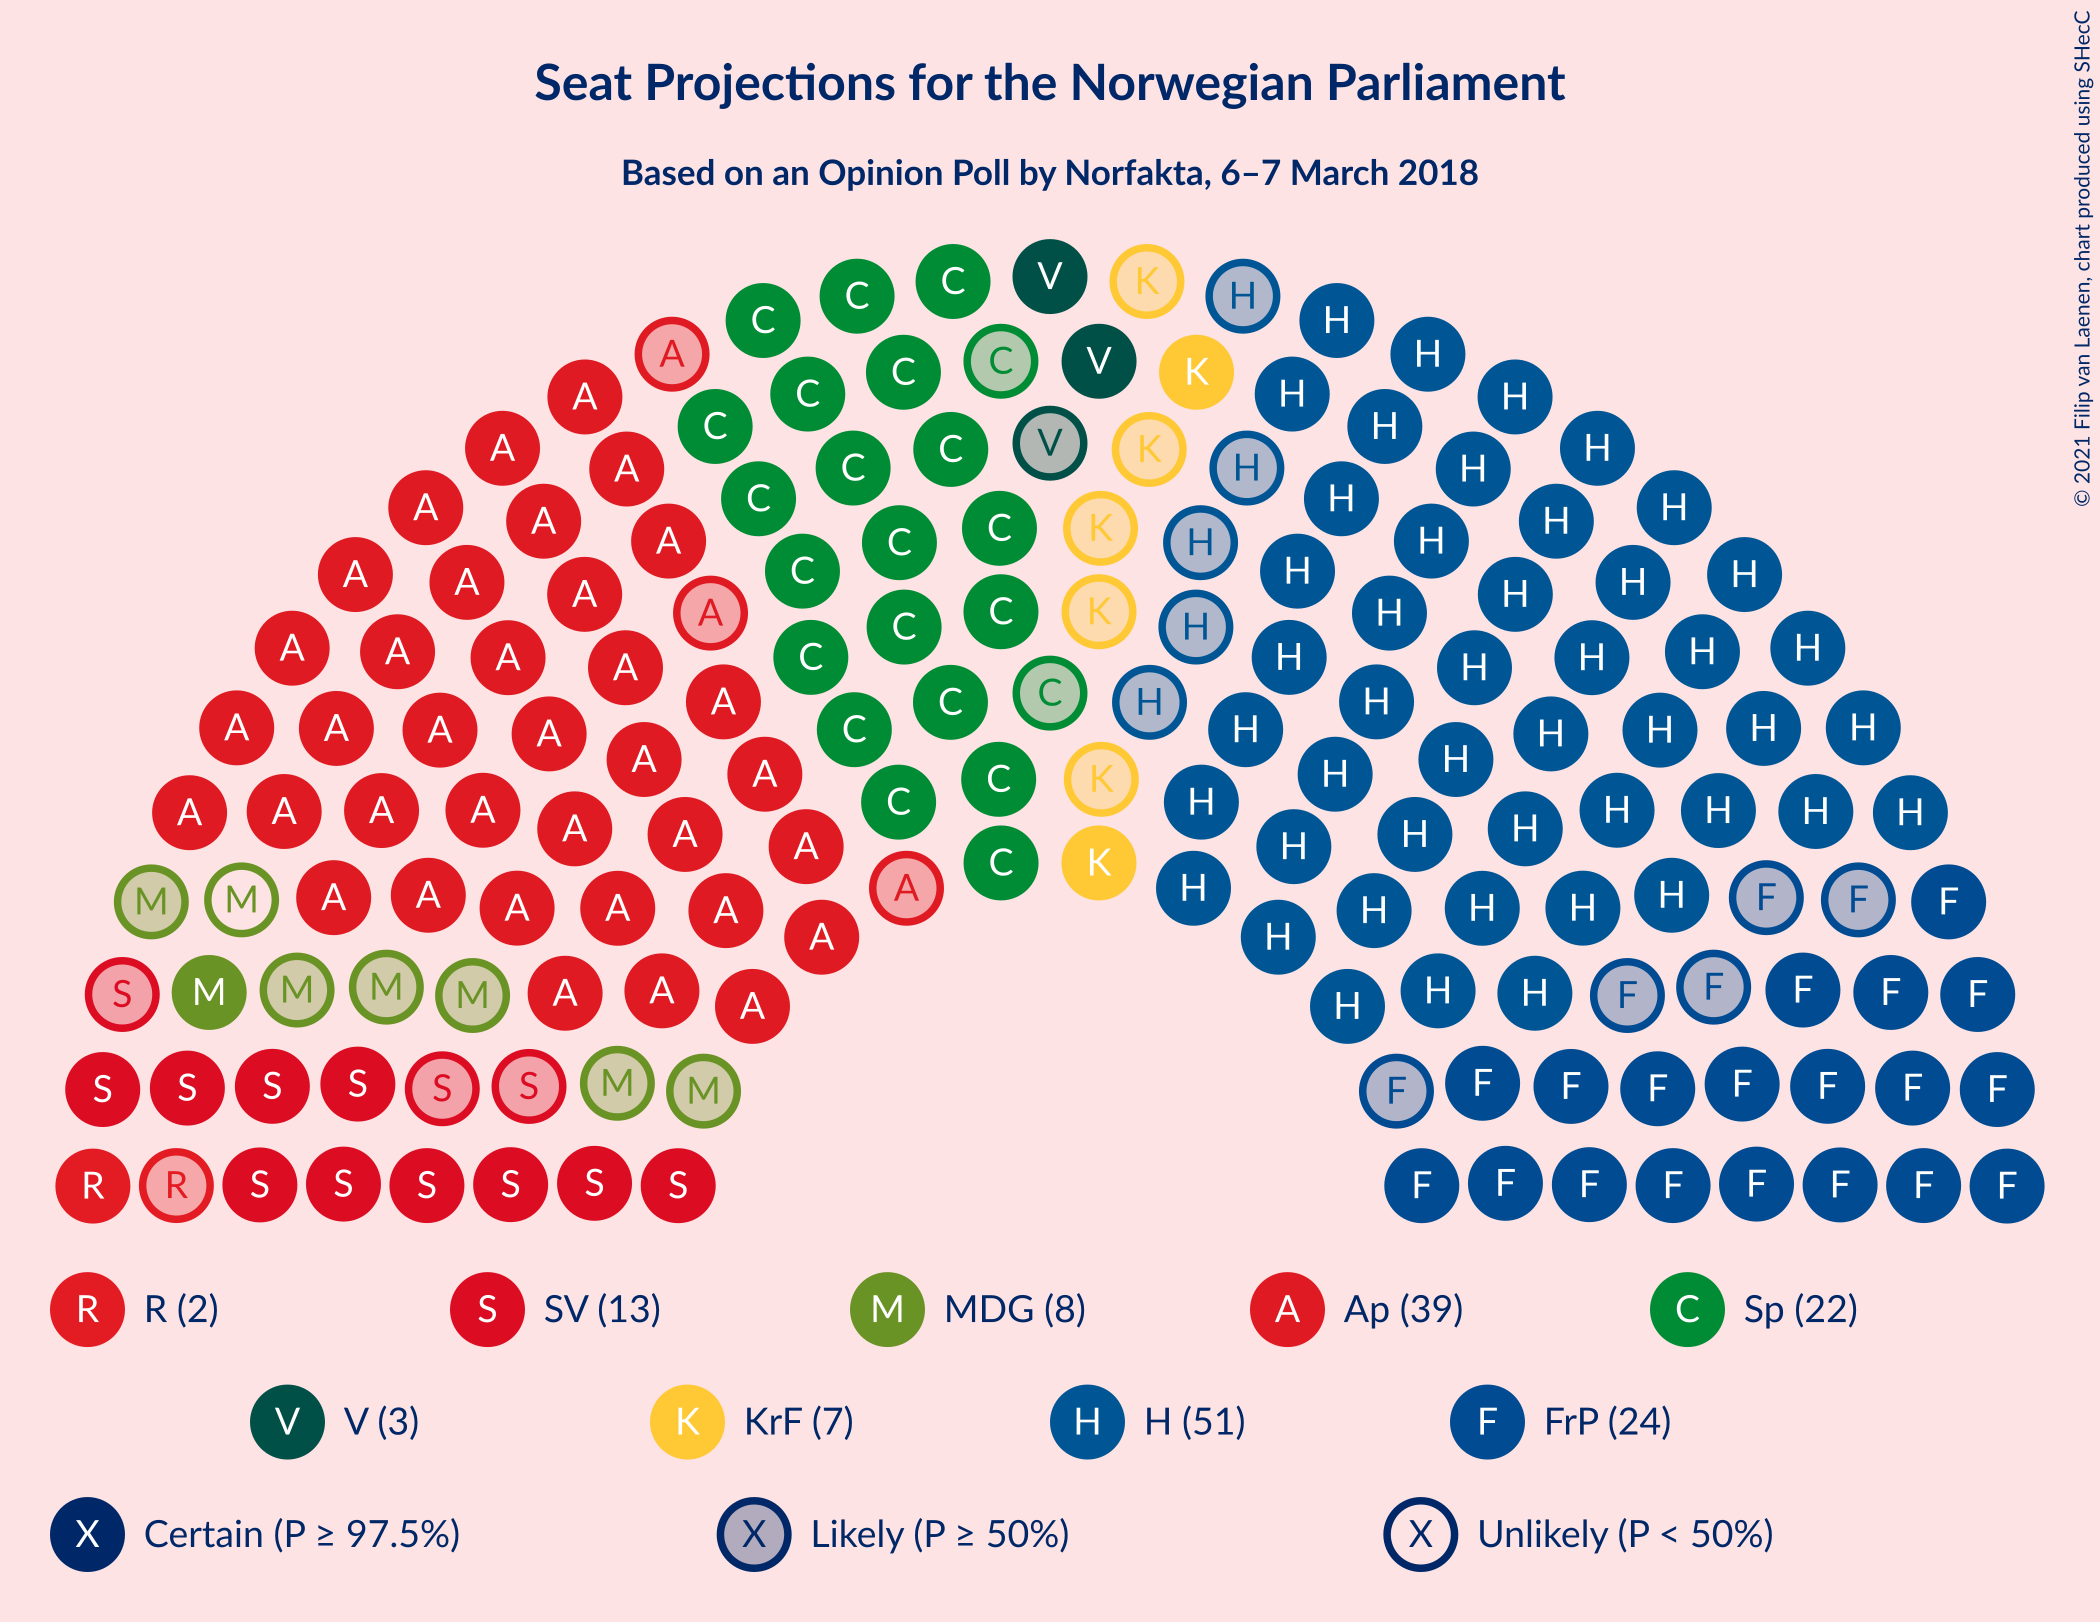 Seat Projections for the Norwegian Parliament
Based on an Opinion Poll by Norfakta, 6–7 March 2018
© 2021 Filip van Laenen, chart produced using SHecC
V
C K
C H
C H
A C V H
C K
A C H H
C H
A C V H
A C K H H
A C H H
A C H H
A C K H
A C H H H
A C H H
A A C H H
A C K H H
A A C H H
A A C H H H
A A C H H
A A C H H H
A A C H H H
A A C H H H
A A A C H H H
A A A C K H H H
A A A A C H H H H H
A A A H H H
M M A A A A A A C K H H H H H H F F F
A H
S M M M M A A A H H H F F F F F
S S S S S S M M F F F F F F F F
R R S S S S S S F F F F F F F F
R R (2) S SV (13) M MDG (8) A Ap (39) C Sp (22)
V V (3) K KrF (7) H H (51) F FrP (24)
X Certain (P ≥ 97.5%) X Likely (P ≥ 50%) X Unlikely (P < 50%)